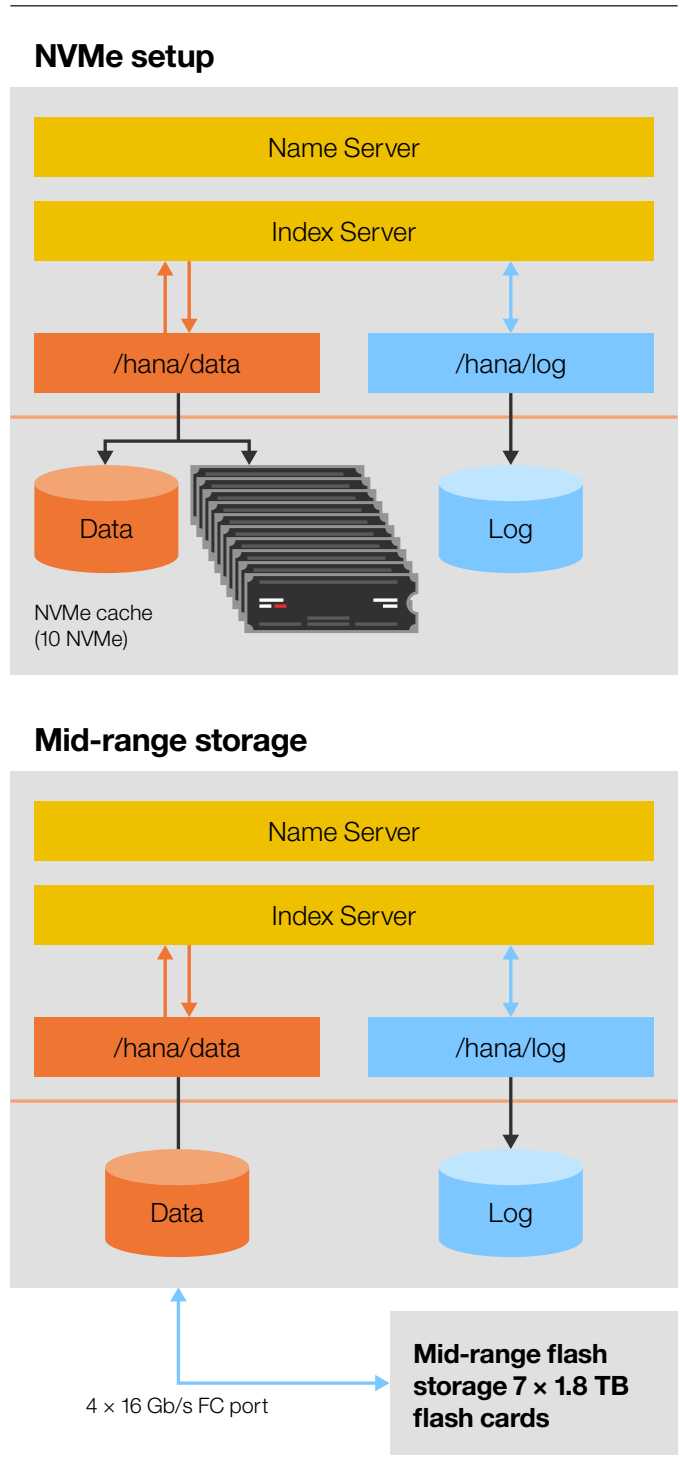 NVMe setup
Name Server
Index Server
/hana/data
/hana/log
Data
Log
NVMe cache
(10 NVMe)
Mid-range storage
Name Server
Index Server
/hana/data
/hana/log
Data
Log
4 × 16 Gb/s FC port
Mid-range flash
storage 7 × 1.8 TB
flash cards